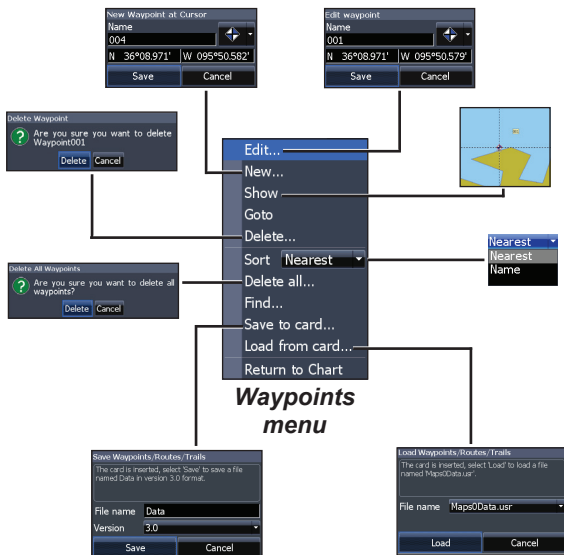 New Waypoint at Cursor
Name
004
N 36°08.971' W 095°50.582'
Save Cancel
Edit waypoint
Name
001
N 36°08.971' W 095°50.579'
Save Cancel
Delete Waypoint
? Are you sure you want to delete
Waypoint001
Delete Cancel
Edit...
New...
Show
Goto
Delete...
Sort Nearest
Delete all...
Find...
Save to card...
Load from card...
Return to Chart
Nearest
Nearest
Name
Delete All Waypoints
? Are you sure you want to delete all
waypoints?
Delete Cancel
Waypoints
menu
Save Waypoints/Routes/Trails
The card is inserted, select 'Save' to save a file
named Data in version 3.0 format.
File name Data
Version 3.0
Save Cancel
Load Waypoints/Routes/Trails
The card is inserted, select 'Load' to load a file
named 'Maps0Data.usr'.
File name Maps0Data.usr
Load Cancel